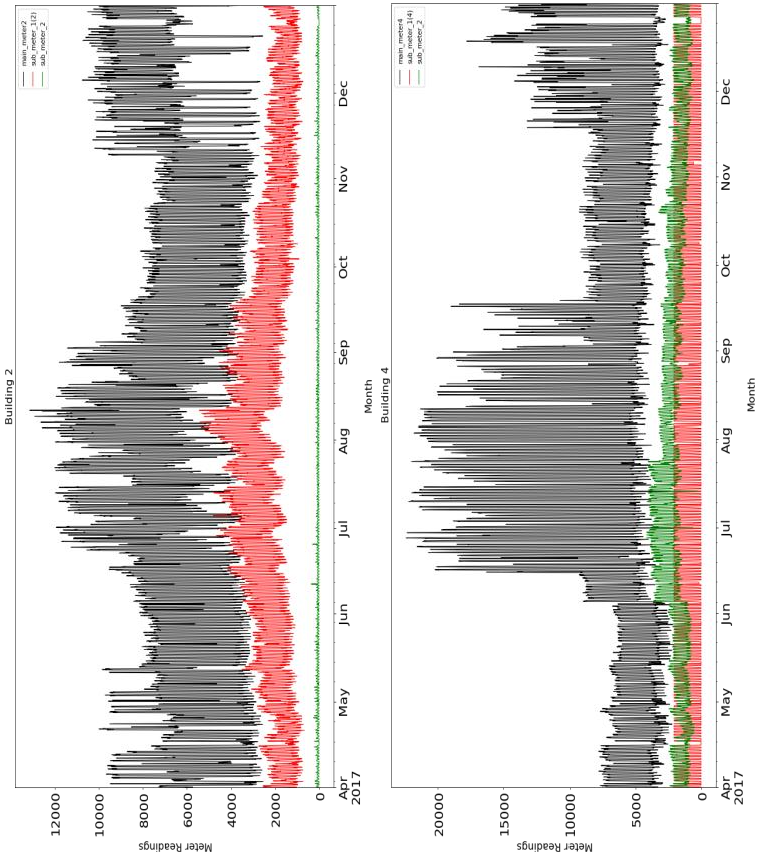 Building 2
main_meter2
sub_meter_1(2)
sub_meter_2
Meter Readings
12000
10000
8000
6000
4000
2000
0
Apr
2017
May
Jun
Jul
Aug
Sep
Oct
Nov
Dec
Month
Building 4
main_meter4
sub_meter_1(4)
sub_meter_2
Meter Readings
20000
15000
10000
5000
0
Apr
2017
May
Jun
Jul
Aug
Sep
Oct
Nov
Dec
Month